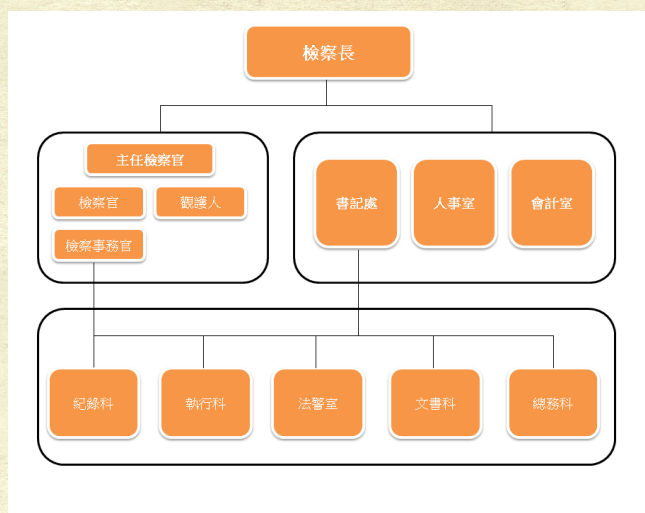 檢察長
主任檢察官
檢察官
觀護人
檢察事務官
書記處
人事室
會計室
紀錄科
執行科
法警室
文書科
總務科